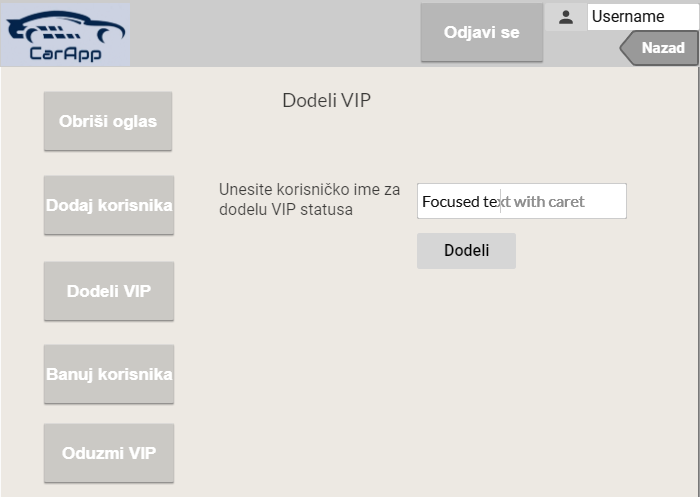 CarApp
Odjavi se
Username
Nazad
Obriši oglas
Dodaj korisnika
Dodeli VIP
Banuj korisnika
Oduzmi VIP
Dodeli VIP
Unesite korisničko ime za
dodelu VIP statusa
Focused text with caret
Dodeli